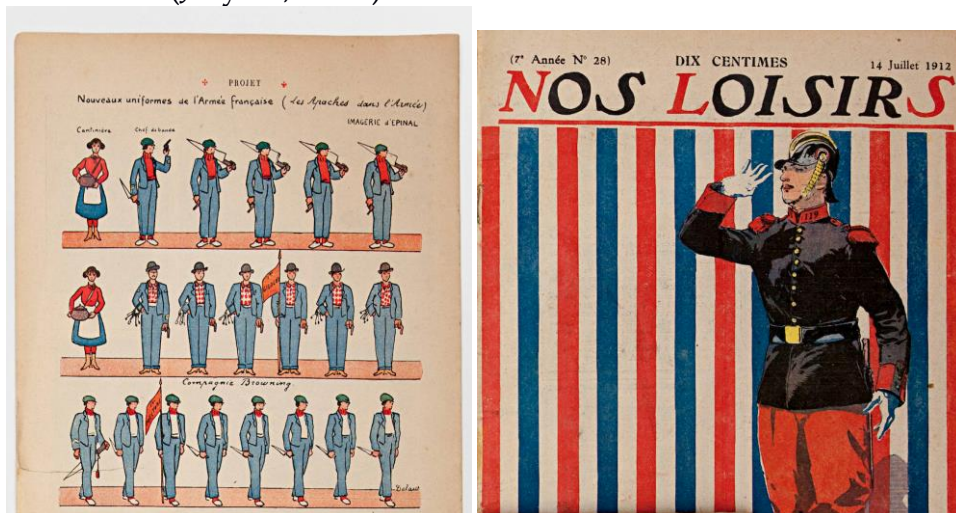 PROJET
Nouveaux uniformes de l'Armée française (Les Apaches dans l'Armée)
IMAGERIE d'EPINAL
Cantinière
Chef de bande
Compagnie Browning
(7e Année No 28)
DIX CENTIMES
14 Juillet 1912
NOS LOISIRS
119